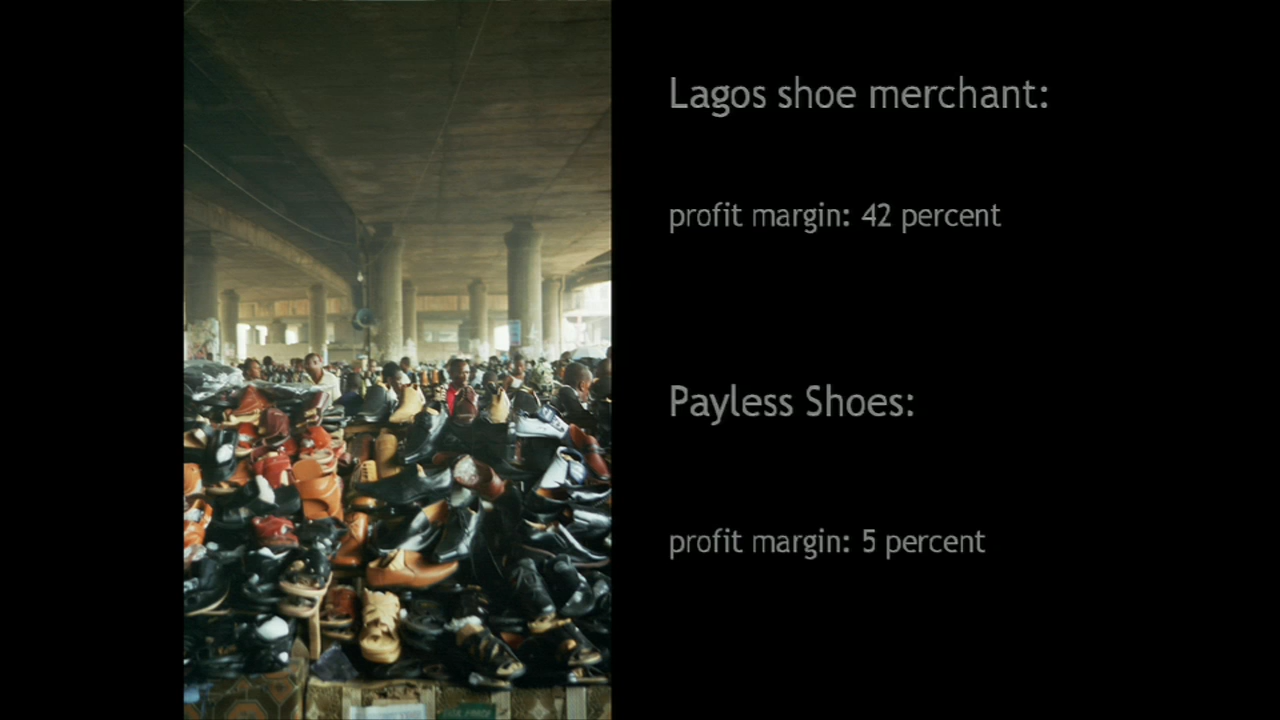 Lagos shoe merchant:
profit margin: 42 percent
Payless Shoes:
profit margin: 5 percent